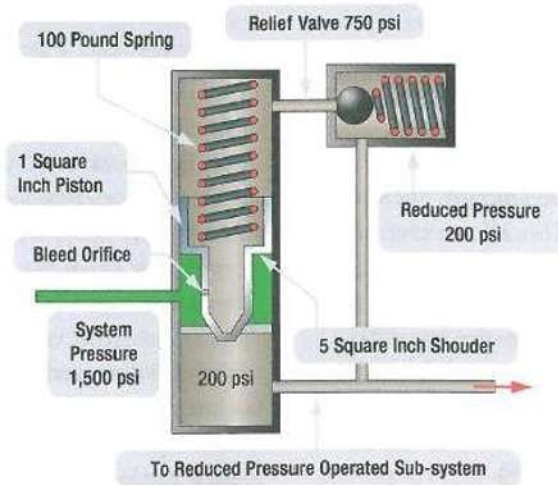 Relief Valve 750 psi
100 Pound Spring
1 Square
Inch Piston
Reduced Pressure
200 psi
Bleed Orifice
System
Pressure
1,500 psi
5 Square Inch Shouder
200 psi
To Reduced Pressure Operated Sub-system